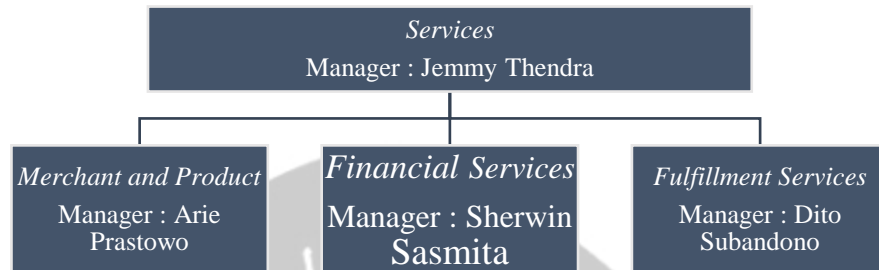 Services
Manager : Jemmy Thendra
Merchant and Product
Manager : Arie
Prastowo
Financial Services
Manager : Sherwin
Sasmita
Fulfillment Services
Manager : Dito
Subandono